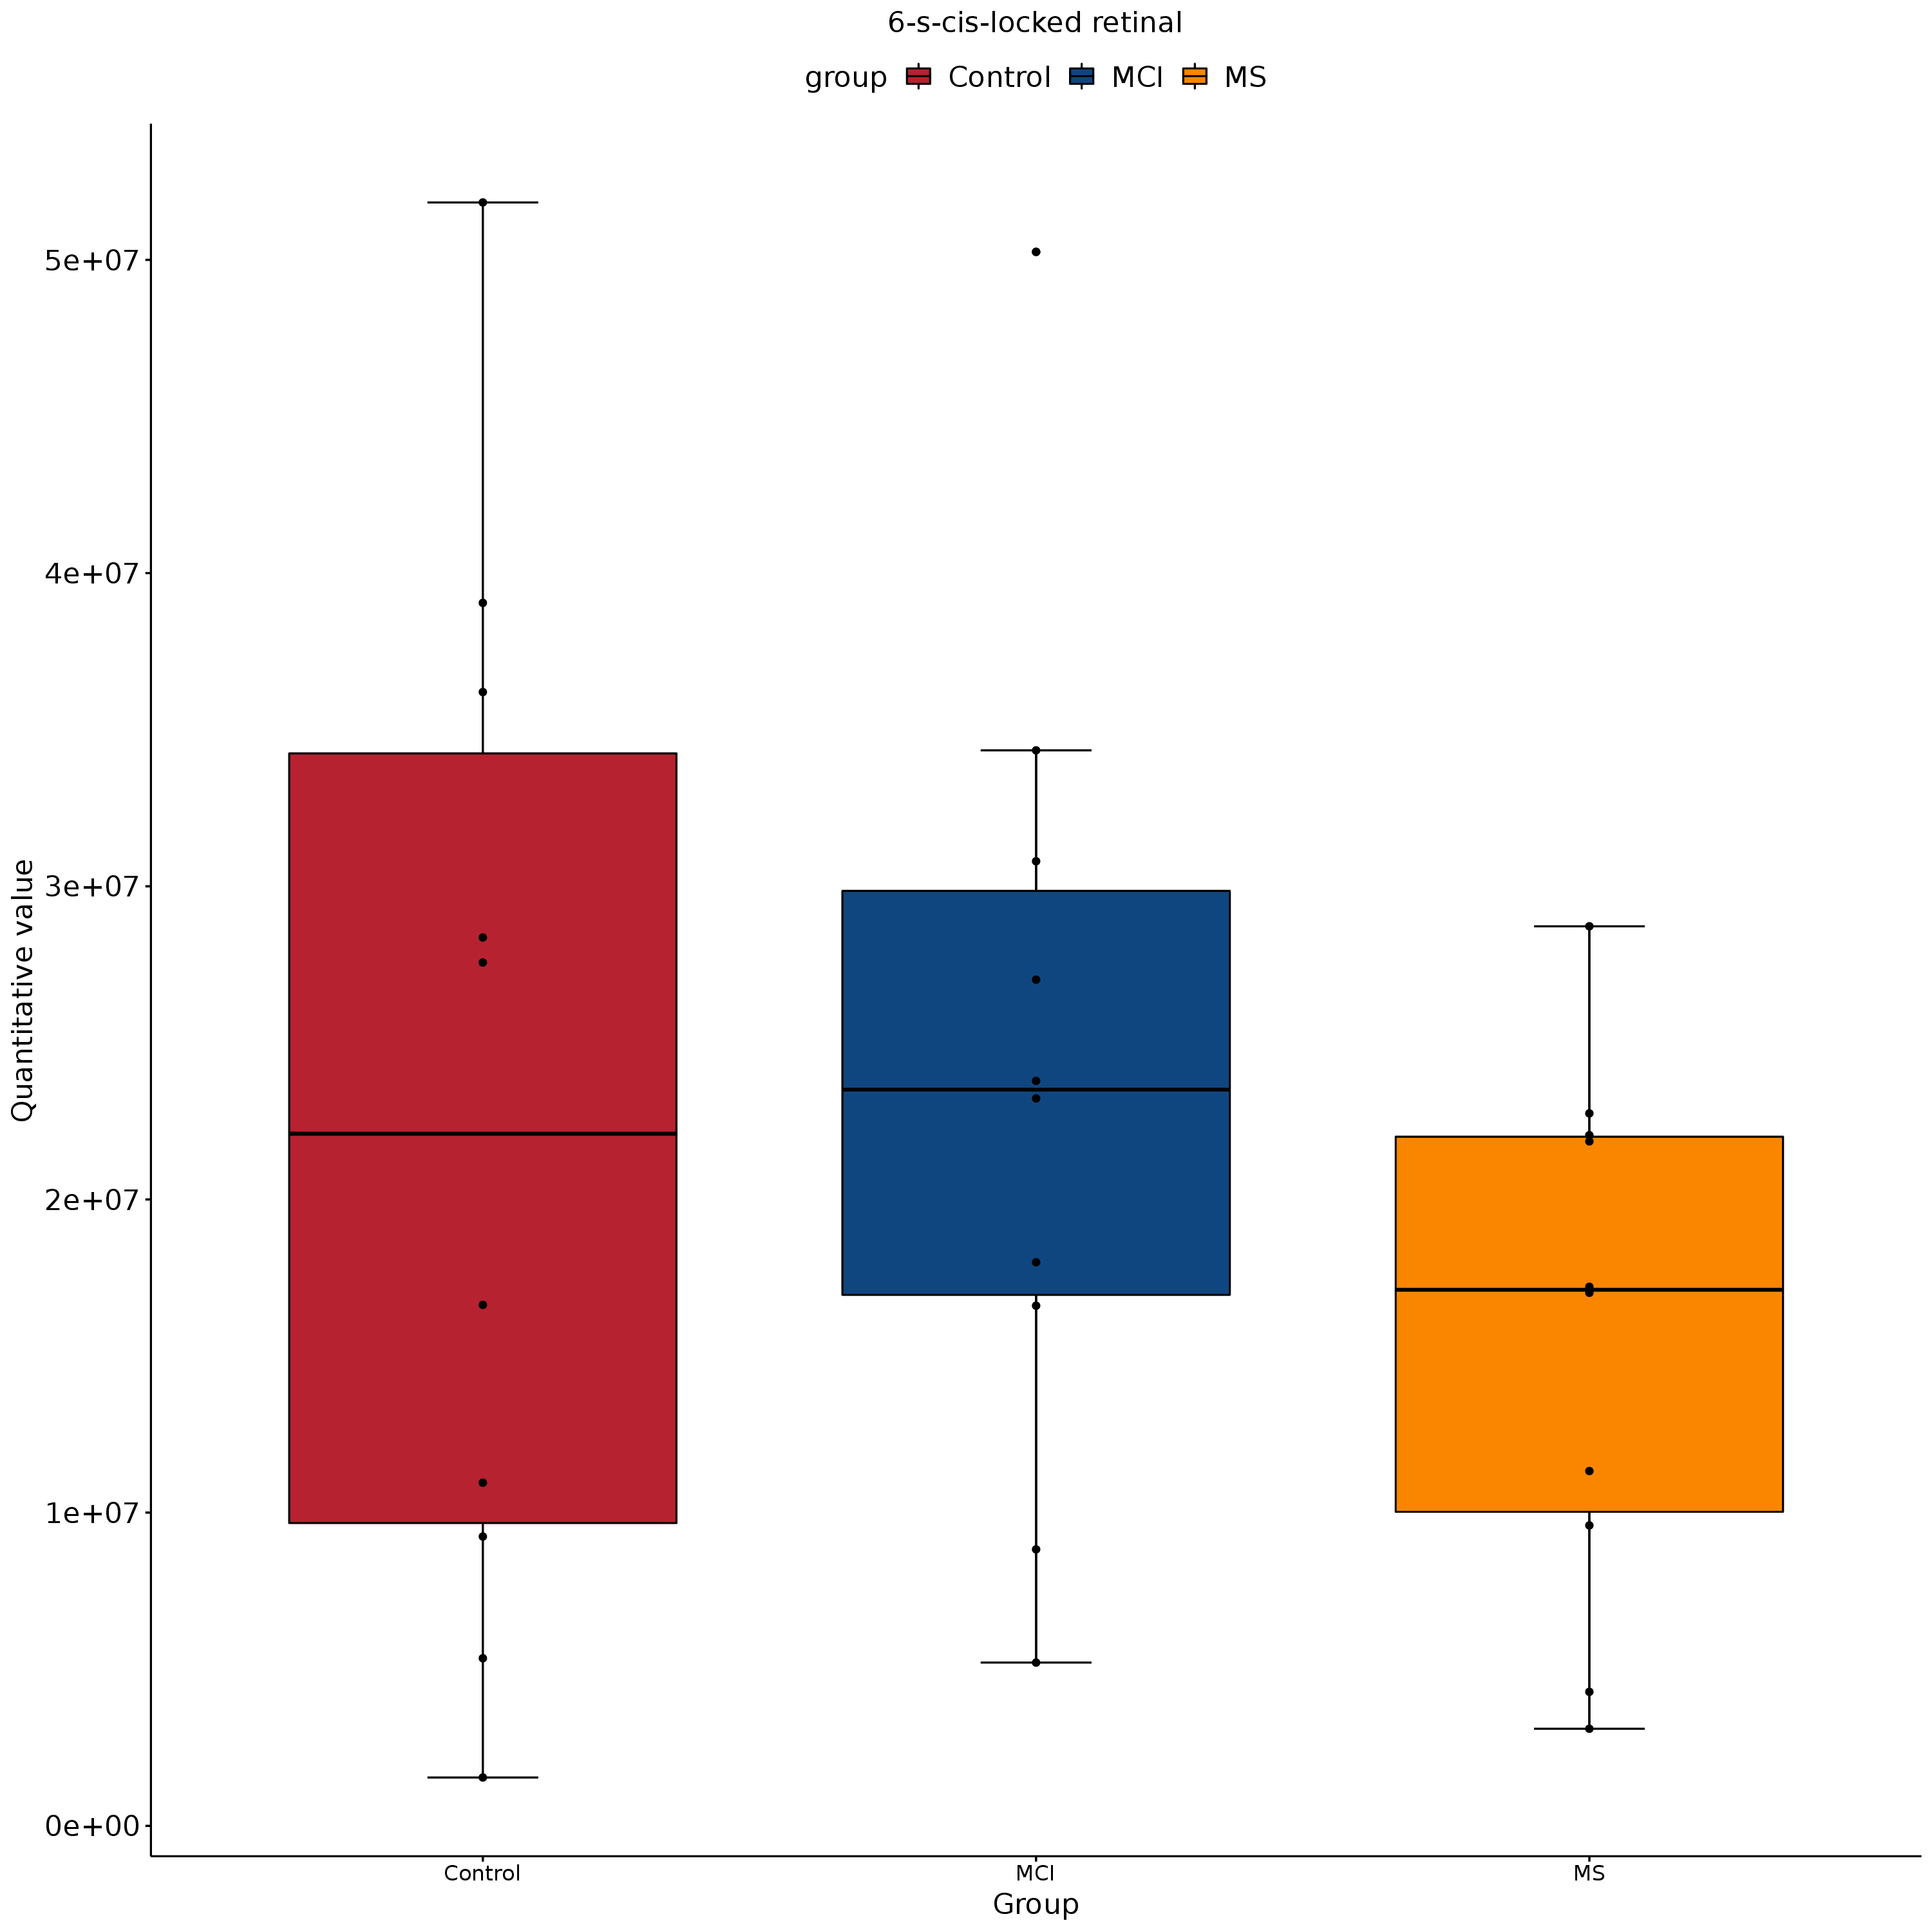 6-s-cis-locked retinal
group Control MCI MS
5e+07
4e+07
3e+07
2e+07
1e+07
0e+00
Quantitative value
Control MCI MS
Group